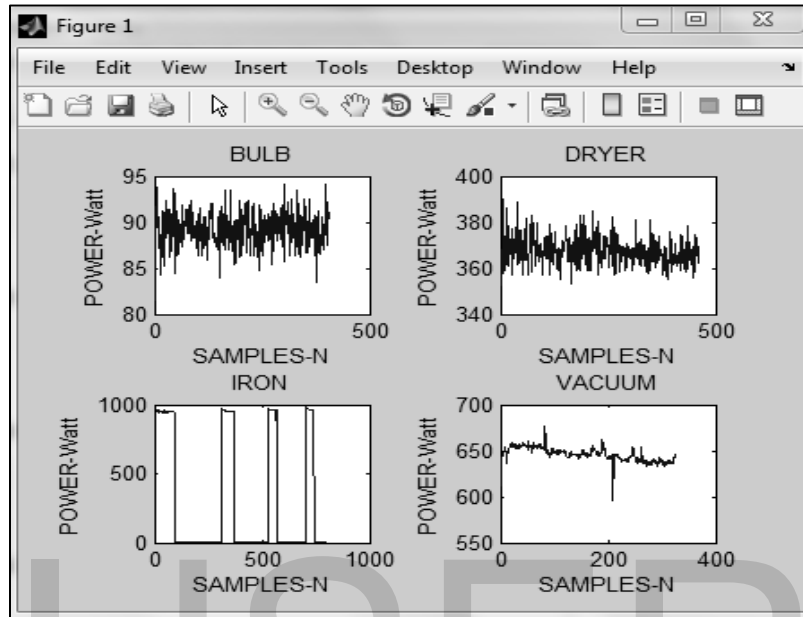 Figure 1
File Edit View Insert Tools Desktop Window Help
BULB
POWER-Watt
95
90
85
80
0 500
SAMPLES-N
DRYER
POWER-Watt
400
380
360
340
0 500
SAMPLES-N
IRON
POWER-Watt
1000
500
0
0 500 1000
SAMPLES-N
VACUUM
POWER-Watt
700
650
600
550
0 200 400
SAMPLES-N